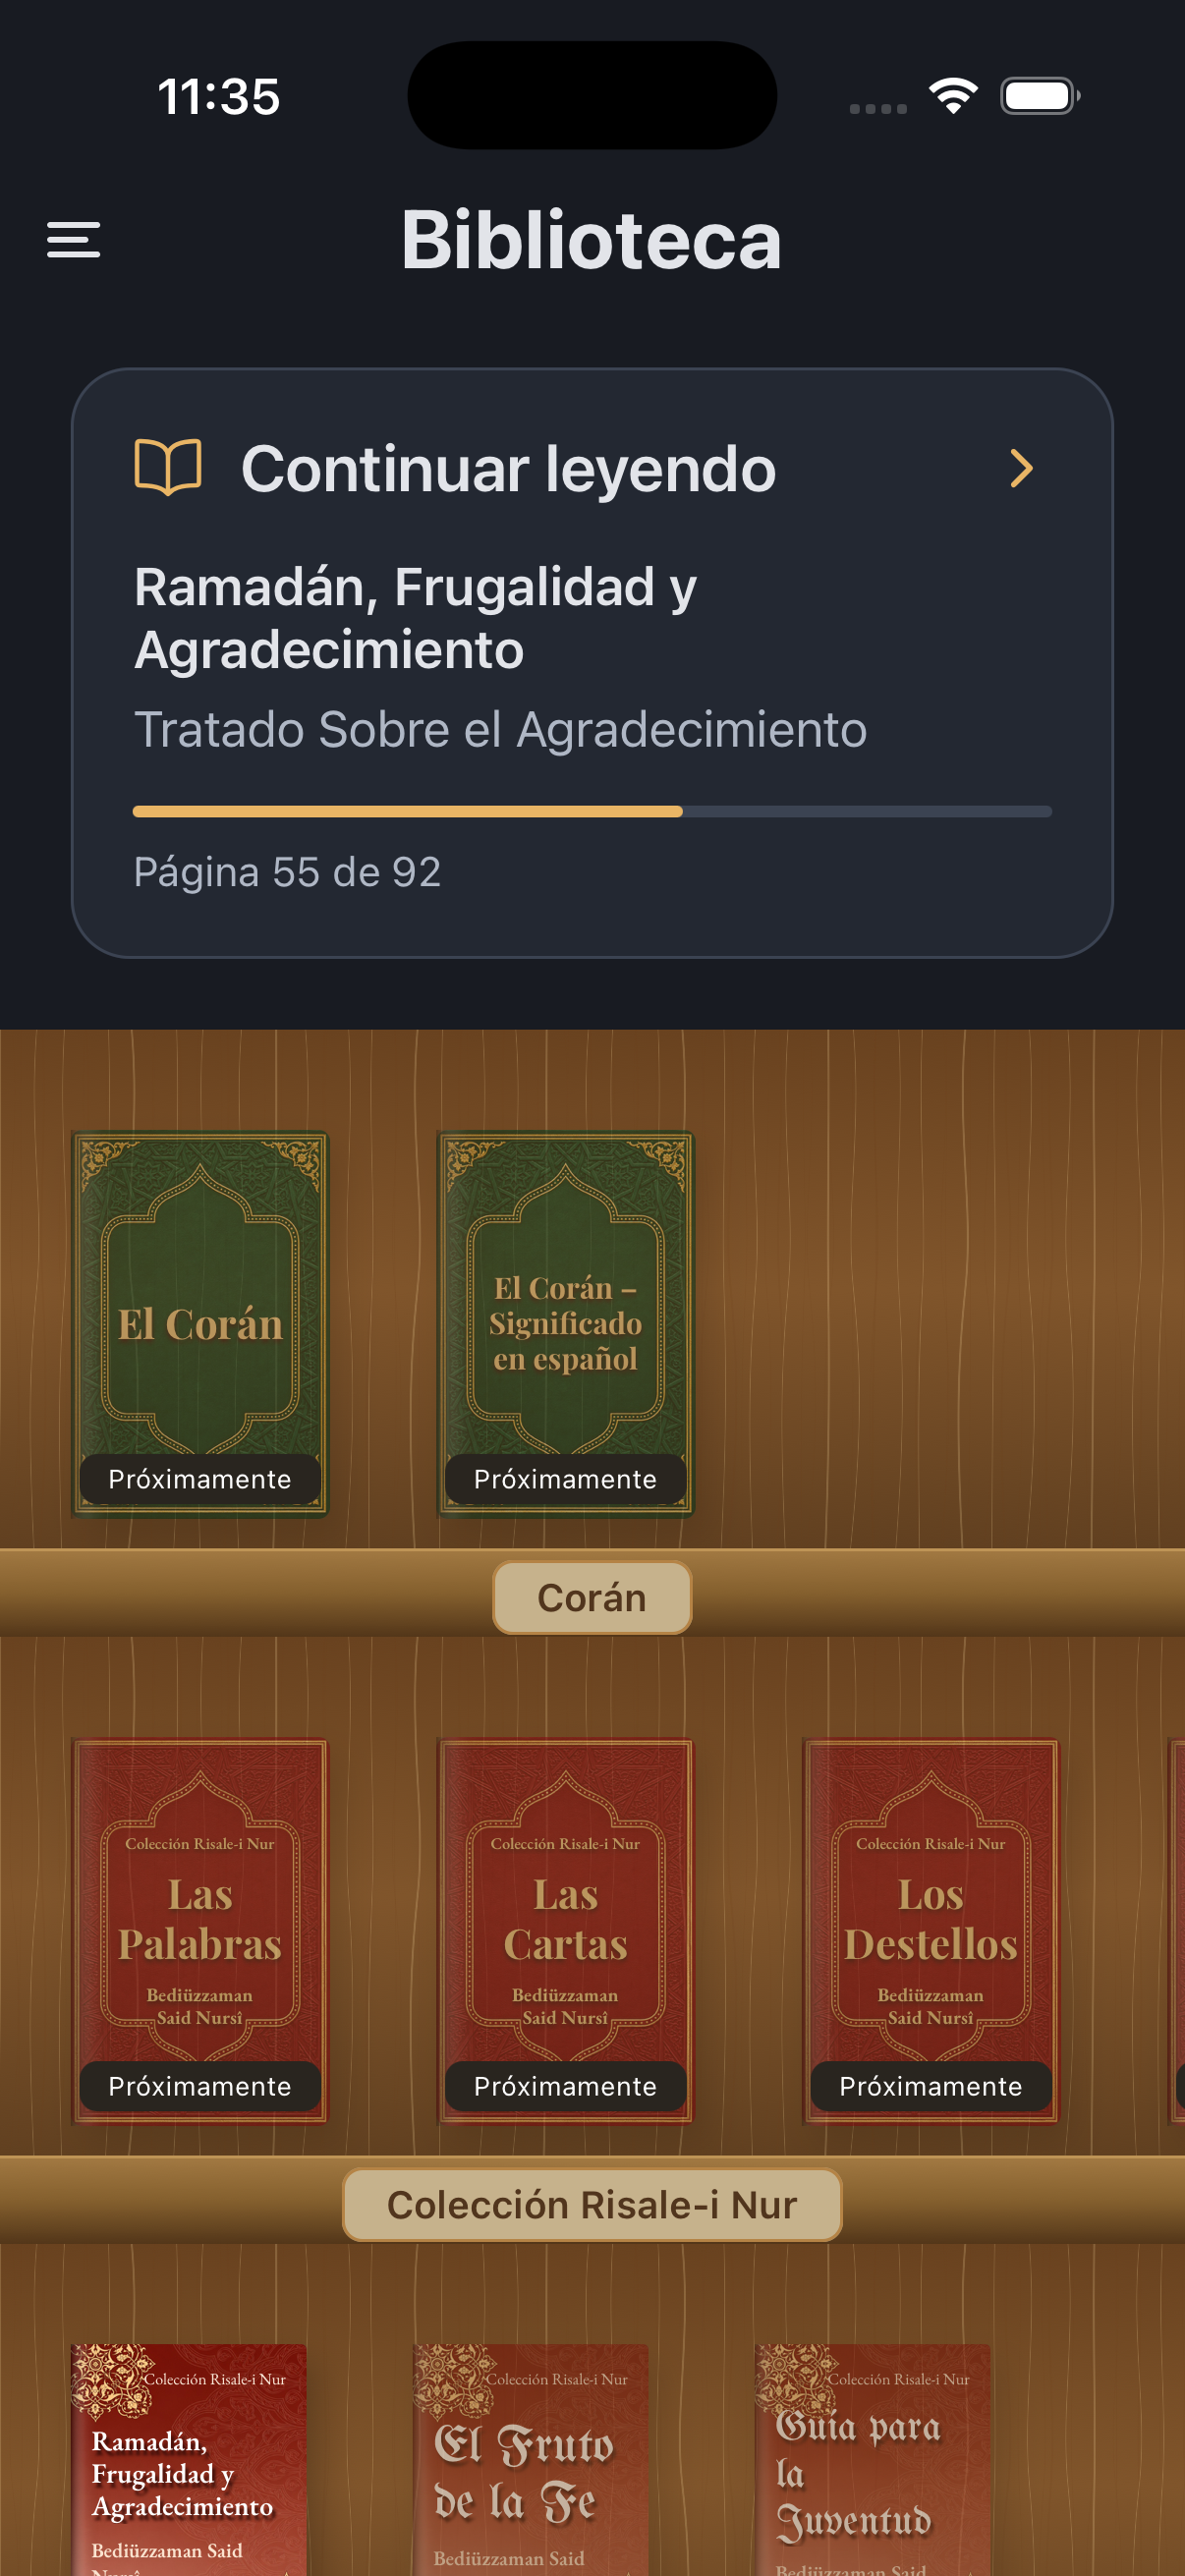 11:35
Biblioteca
Continuar leyendo
Ramadán, Frugalidad y
Agradecimiento
Tratado Sobre el Agradecimiento
Página 55 de 92
El Corán
Próximamente
El Corán –
Significado
en español
Próximamente
Corán
Colección Risale-i Nur
Las
Palabras
Bediüzzaman
Said Nursî
Próximamente
Colección Risale-i Nur
Las
Cartas
Bediüzzaman
Said Nursî
Próximamente
Colección Risale-i Nur
Los
Destellos
Bediüzzaman
Said Nursî
Próximamente
Colección Risale-i Nur
Colección Risale-i Nur
Ramadán,
Frugalidad y
Agradecimiento
Bediüzzaman Said
Colección Risale-i Nur
El Fruto
de la Fe
Bediüzzaman Said
Colección Risale-i Nur
Guía para
la
Juventud
Bediüzzaman Said